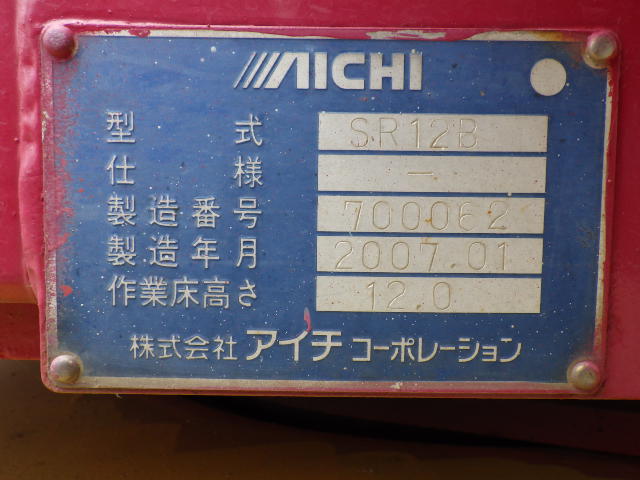 AICHI
型式 SR12B
仕様 -
製造番号 700062
製造年月 2007.01
作業床高さ 12.0
株式会社 アイチ コーポレーション